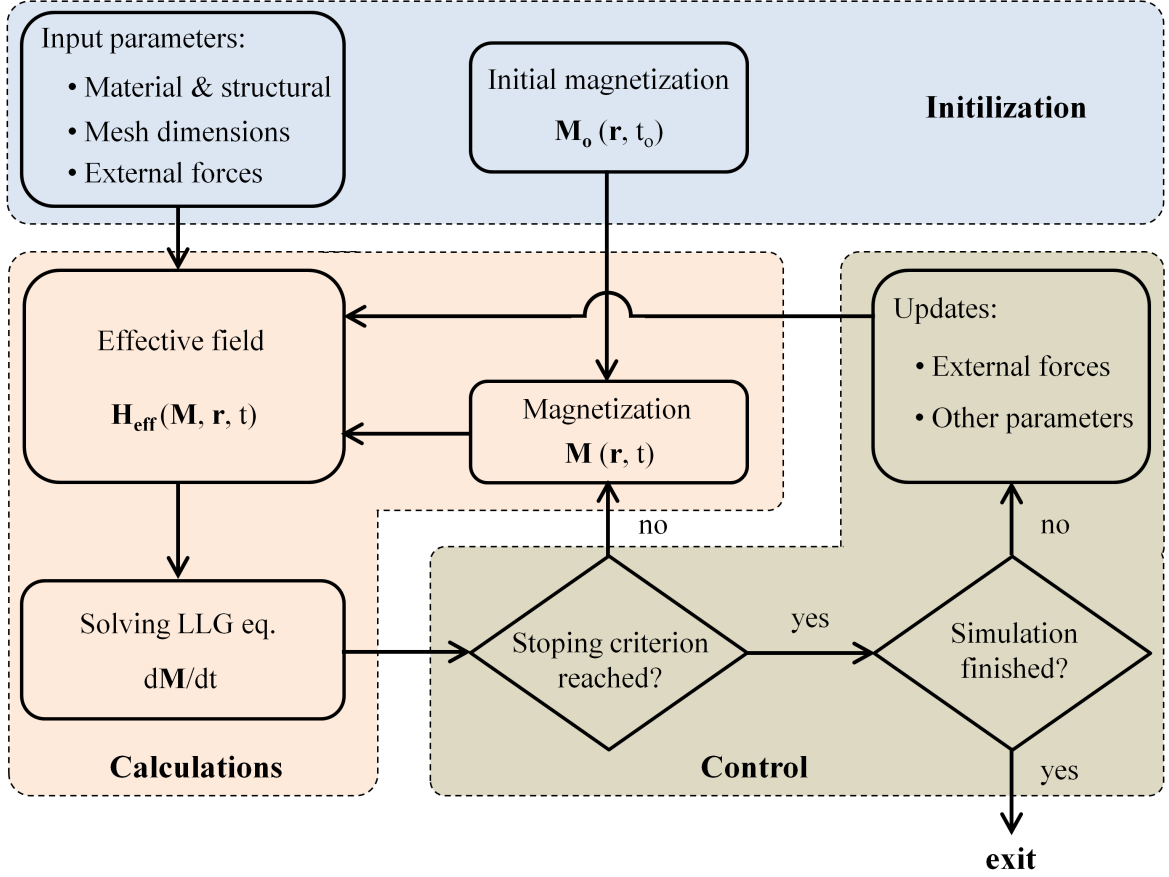 Input parameters:
• Material & structural
• Mesh dimensions
• External forces
Initial magnetization
Mo (r, to)
Initilization
Effective field
Heff (M, r, t)
Magnetization
M (r, t)
Updates:
• External forces
• Other parameters
no
no
Solving LLG eq.
dM/dt
Stoping criterion
reached?
yes
Simulation
finished?
Calculations
Control
yes
exit